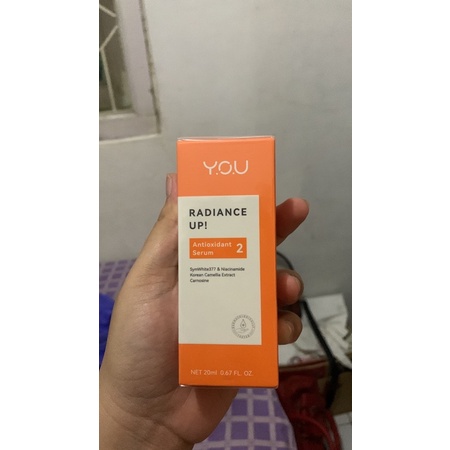 Y.O.U
RADIANCE
UP!
Antioxidant
Serum
2
SymWhite377 & Niacinamide
Korean Camellia Extract
Carnosine
NET 20ml 0.67 FL. OZ.